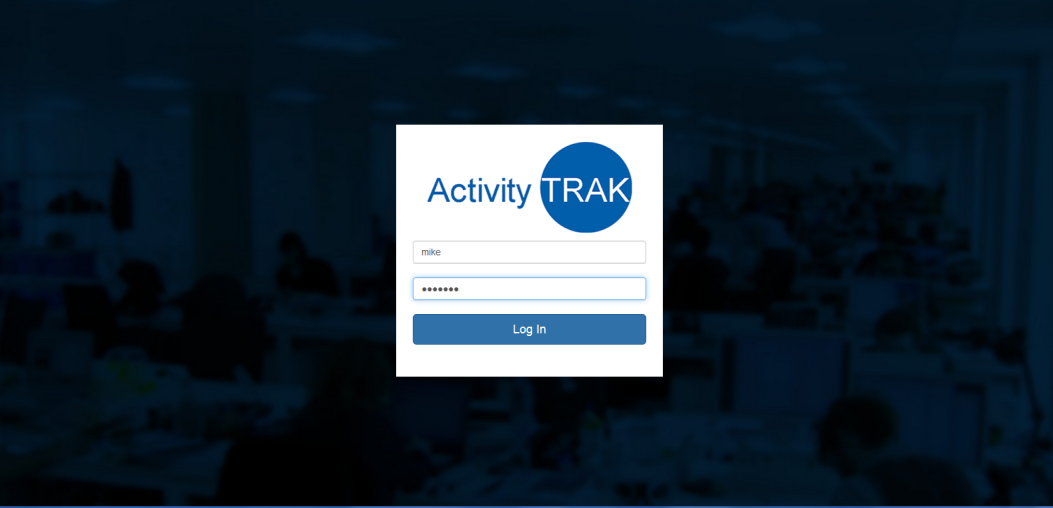 Activity TRAK
mike
•••••••
Log In